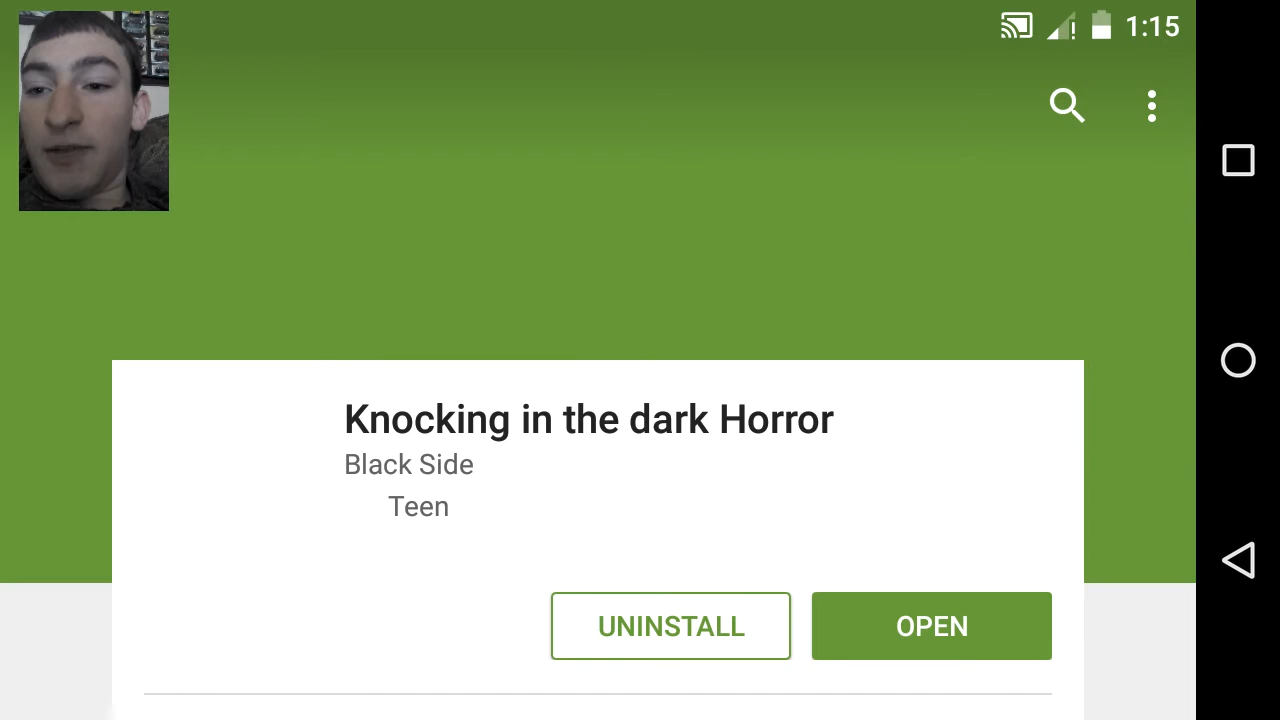 1:15
Knocking in the dark Horror
Black Side
Teen
UNINSTALL
OPEN